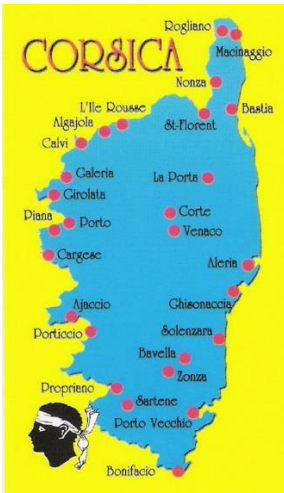 Rogliano
CORSICA
Macinaggio
Nonza
L'Ile Rousse
Bastia
Algajola
St-Florent
Calvi
Galeria
La Porta
Girolata
Piana
Corte
Porto
Venaco
Cargese
Aleria
Ajaccio
Ghisonaccia
Porticcio
Solenzara
Bavella
Zonza
Propriano
Sartene
Porto Vecchio
Bonifacio